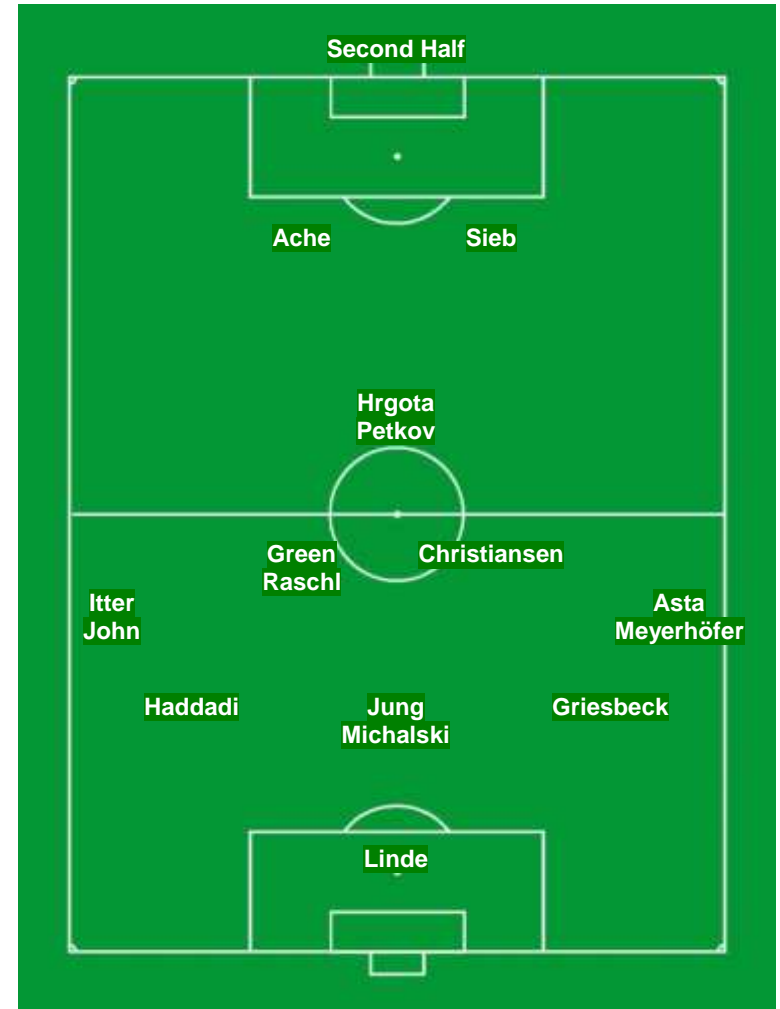 Second Half
Ache Sieb
Hrgota
Petkov
Green Christiansen
Raschl
Itter Asta
John Meyerhöfer
Haddadi Jung Griesbeck
Michalski
Linde